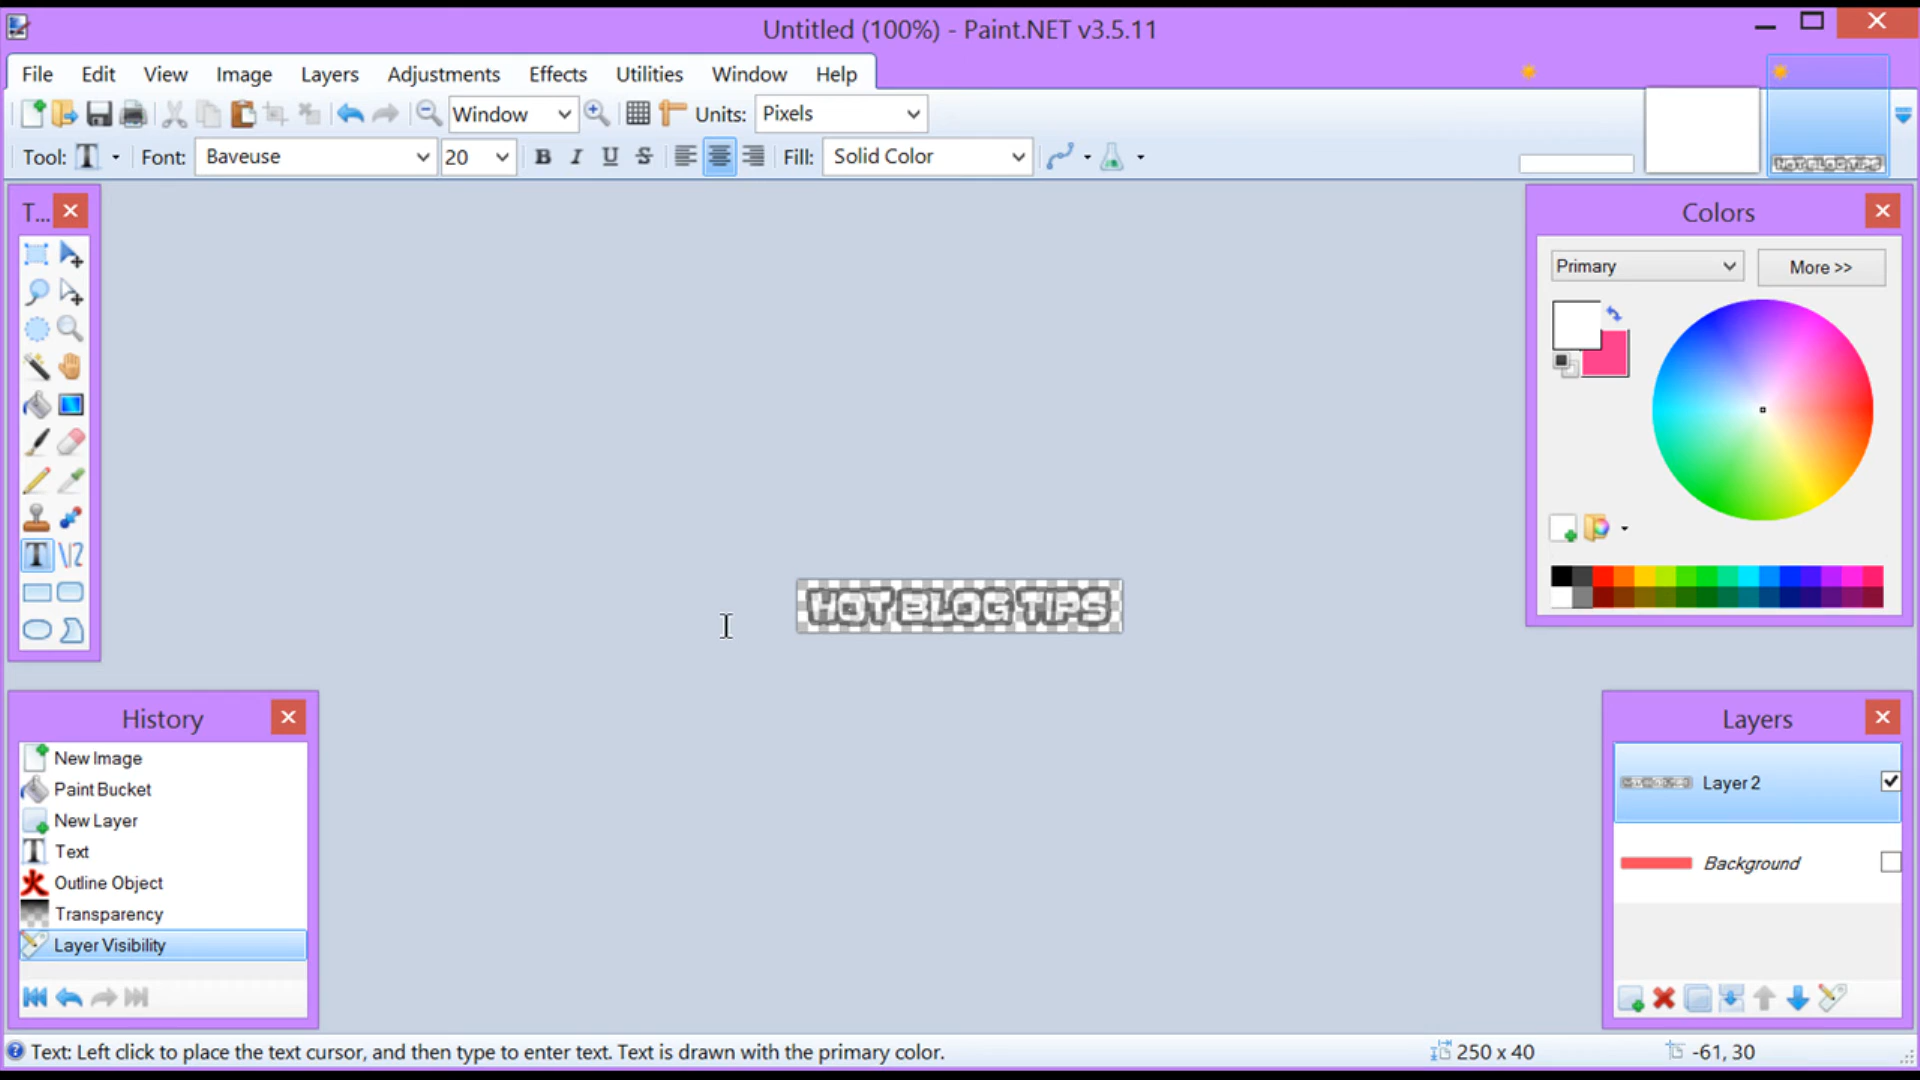 Untitled (100%) - Paint.NET v3.5.11
File Edit View Image Layers Adjustments Effects Utilities Window Help
Window Units: Pixels
Tool: T Font: Baveuse 20 B I U S Fill: Solid Color
HOT BLOG TIPS
T...
Colors
Primary More >>
HOT BLOG TIPS
History
New Image
Paint Bucket
New Layer
Text
Outline Object
Transparency
Layer Visibility
Layers
Layer 2
Background
Text: Left click to place the text cursor, and then type to enter text. Text is drawn with the primary color.
250 x 40
-61, 30